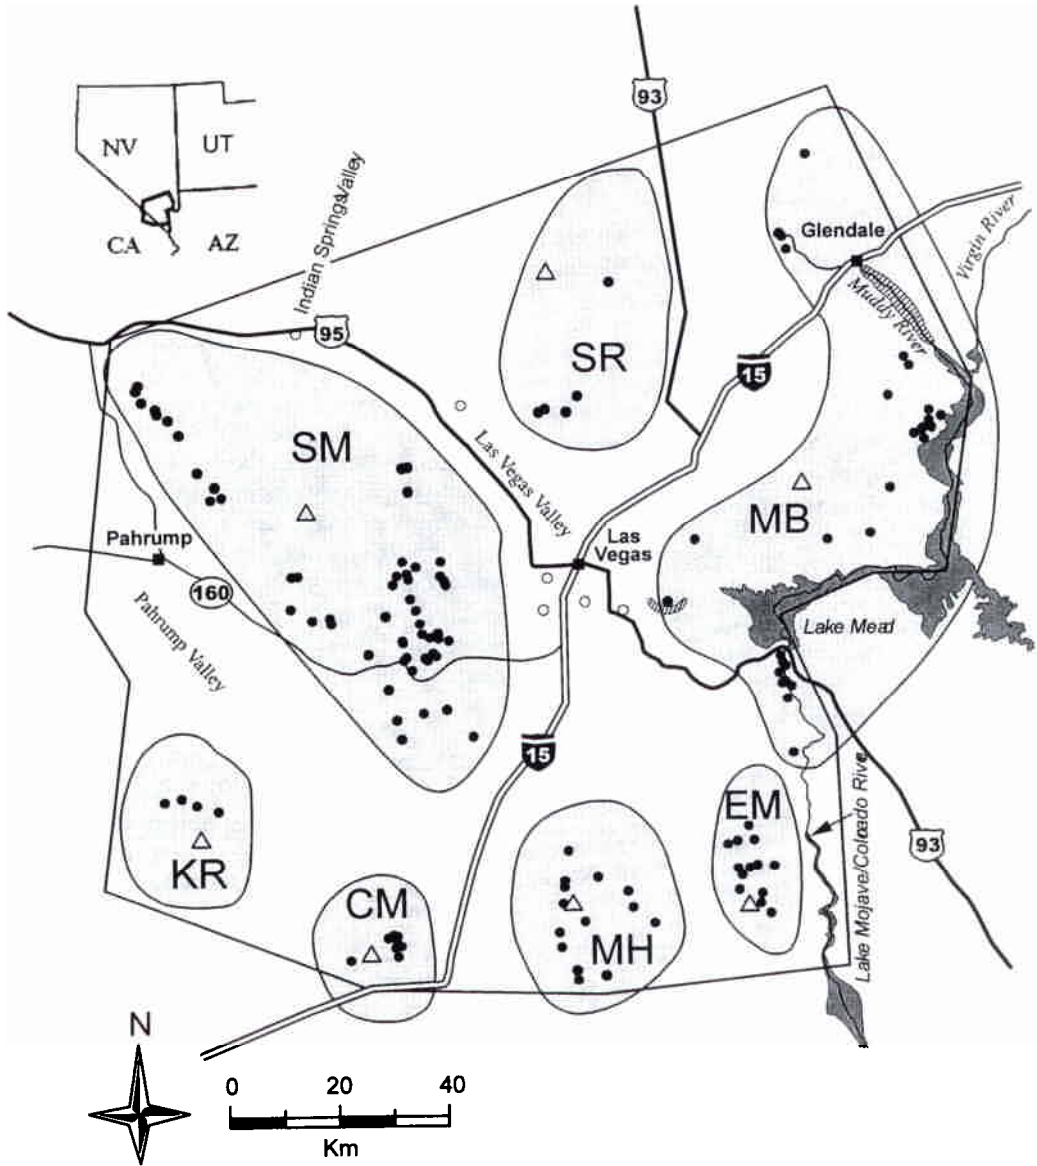 93
NV
UT
CA
AZ
Indian Springs Valley
Glendale
Virgin River
Muddy River
95
SR
15
SM
Las Vegas Valley
MB
Pahrump
Las
Vegas
160
Pahrump Valley
Lake Mead
15
EM
KR
CM
MH
93
Lake Mojave/Colorado River
N
0 20 40
Km